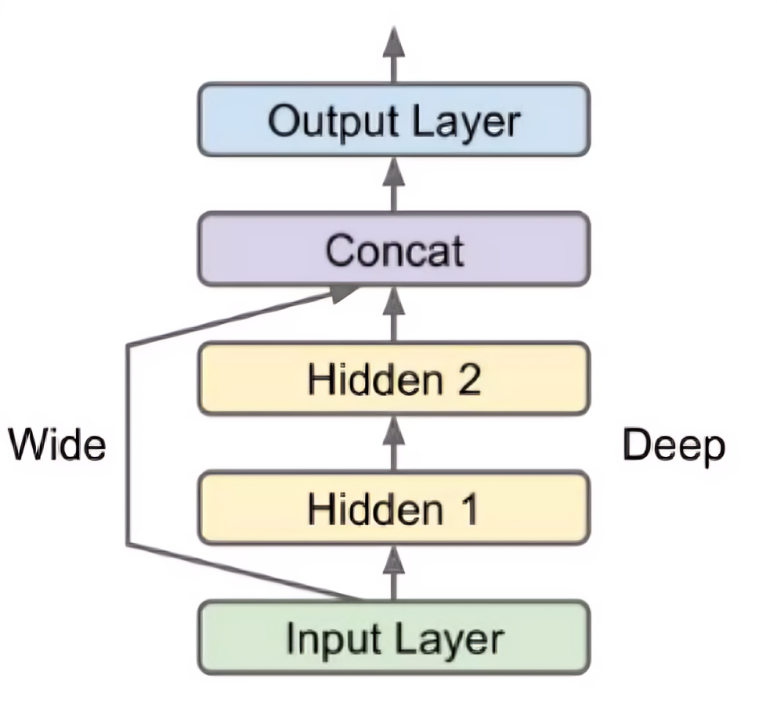 Output Layer
Concat
Hidden 2
Wide
Deep
Hidden 1
Input Layer